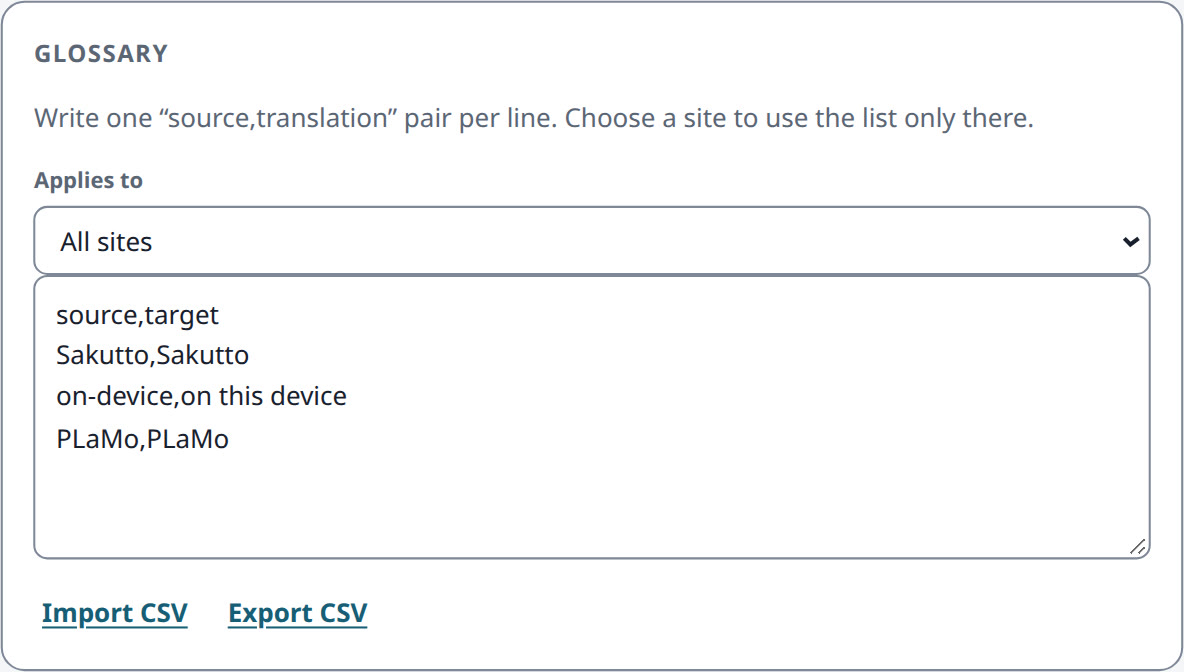 GLOSSARY
Write one “source,translation” pair per line. Choose a site to use the list only there.
Applies to
All sites
source,target
Sakutto,Sakutto
on-device,on this device
PLaMo,PLaMo
Import CSV
Export CSV